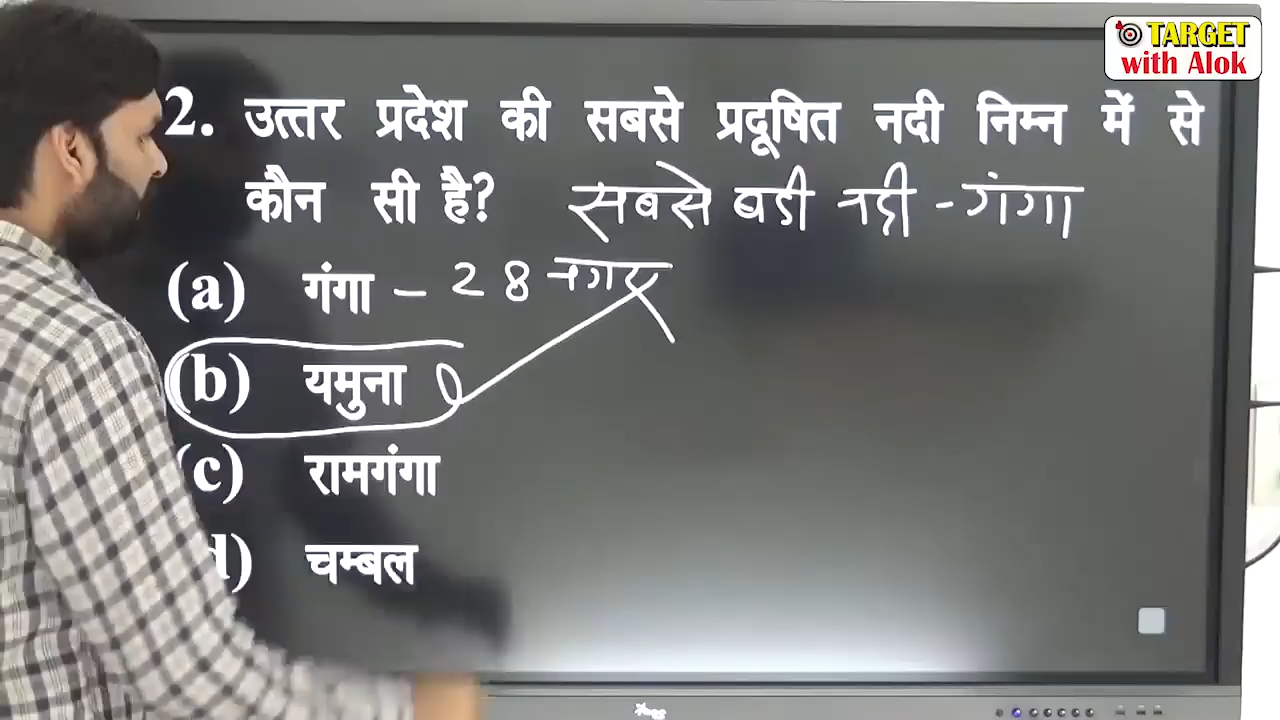 TARGET
with Alok
2. उत्तर प्रदेश की सबसे प्रदूषित नदी निम्न में से
कौन सी है? सबसे बडी नदी - गंगा
(a) गंगा - 28 नगर
(b) यमुना
(c) रामगंगा
d) चम्बल